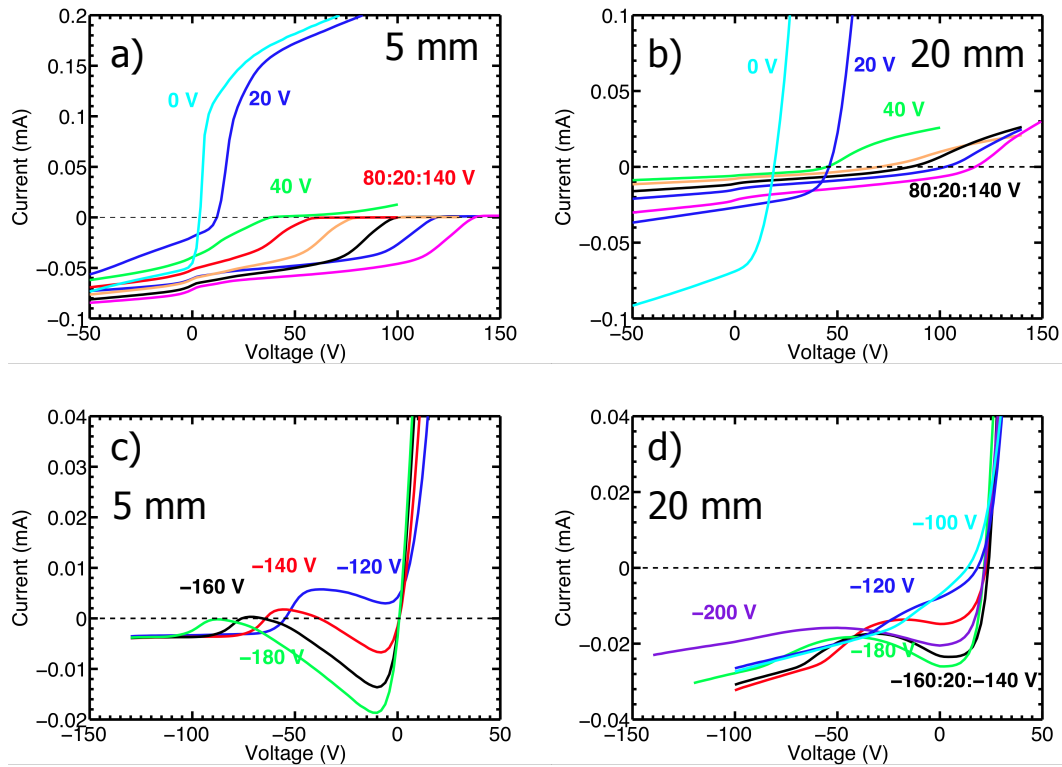 a)
5 mm
0 V
20 V
40 V
80:20:140 V
0.2
0.15
0.1
0.05
0
−0.05
−0.1
Current (mA)
−50
0
50
100
150
Voltage (V)
b)
20 mm
0 V
20 V
40 V
80:20:140 V
0.1
0.05
0
−0.05
−0.1
Current (mA)
−50
0
50
100
150
Voltage (V)
c)
5 mm
−160 V
−140 V
−120 V
−180 V
0.04
0.03
0.02
0.01
0
−0.01
−0.02
Current (mA)
−150
−100
−50
0
50
Voltage (V)
d)
20 mm
−100 V
−120 V
−200 V
−180 V
−160:20:−140 V
0.04
0.02
0
−0.02
−0.04
Current (mA)
−150
−100
−50
0
50
Voltage (V)